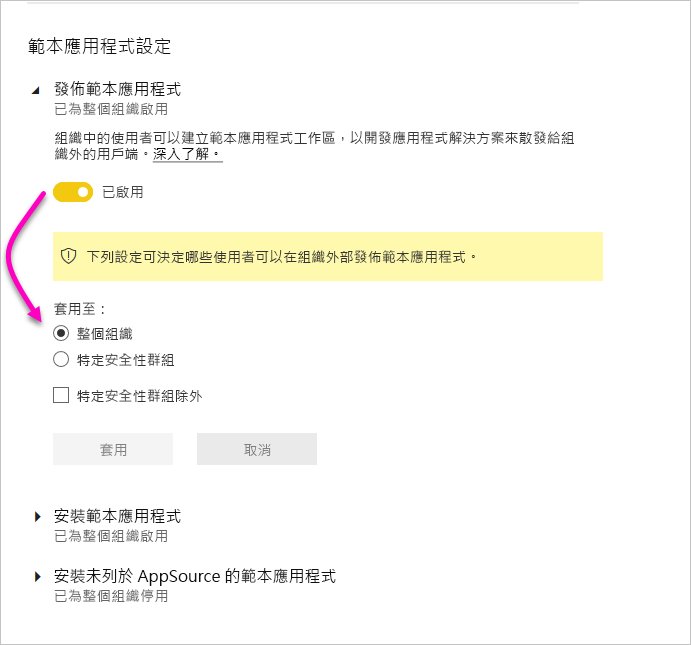 範本應用程式設定
發佈範本應用程式
已為整個組織啟用
組織中的使用者可以建立範本應用程式工作區，以開發應用程式解決方案來散發給組
織外的用戶端。深入了解。
已啟用
下列設定可決定哪些使用者可以在組織外部發佈範本應用程式。
套用至：
整個組織
特定安全性群組
特定安全性群組除外
套用
取消
安裝範本應用程式
已為整個組織啟用
安裝未列於 AppSource 的範本應用程式
已為整個組織停用